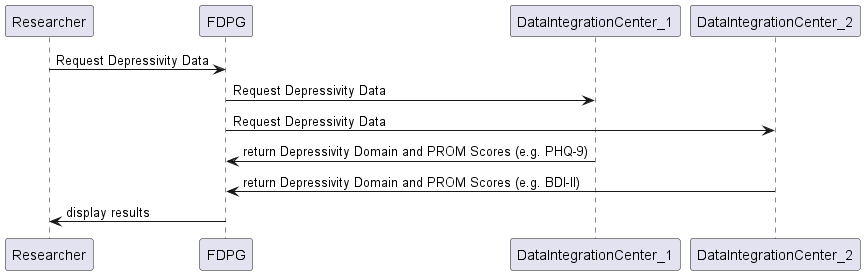 Researcher
FDPG
DataIntegrationCenter_1
DataIntegrationCenter_2
Request Depressivity Data
Request Depressivity Data
Request Depressivity Data
return Depressivity Domain and PROM Scores (e.g. PHQ-9)
return Depressivity Domain and PROM Scores (e.g. BDI-II)
display results
Researcher
FDPG
DataIntegrationCenter_1
DataIntegrationCenter_2